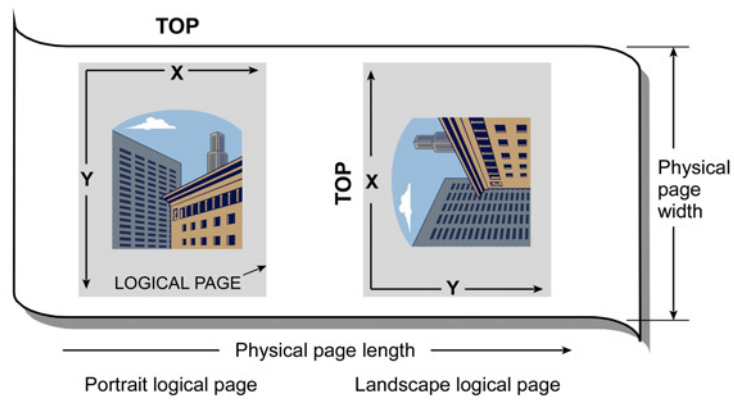 TOP
X
Y
LOGICAL PAGE
TOP
X
Y
Physical
page
width
Physical page length
Portrait logical page
Landscape logical page